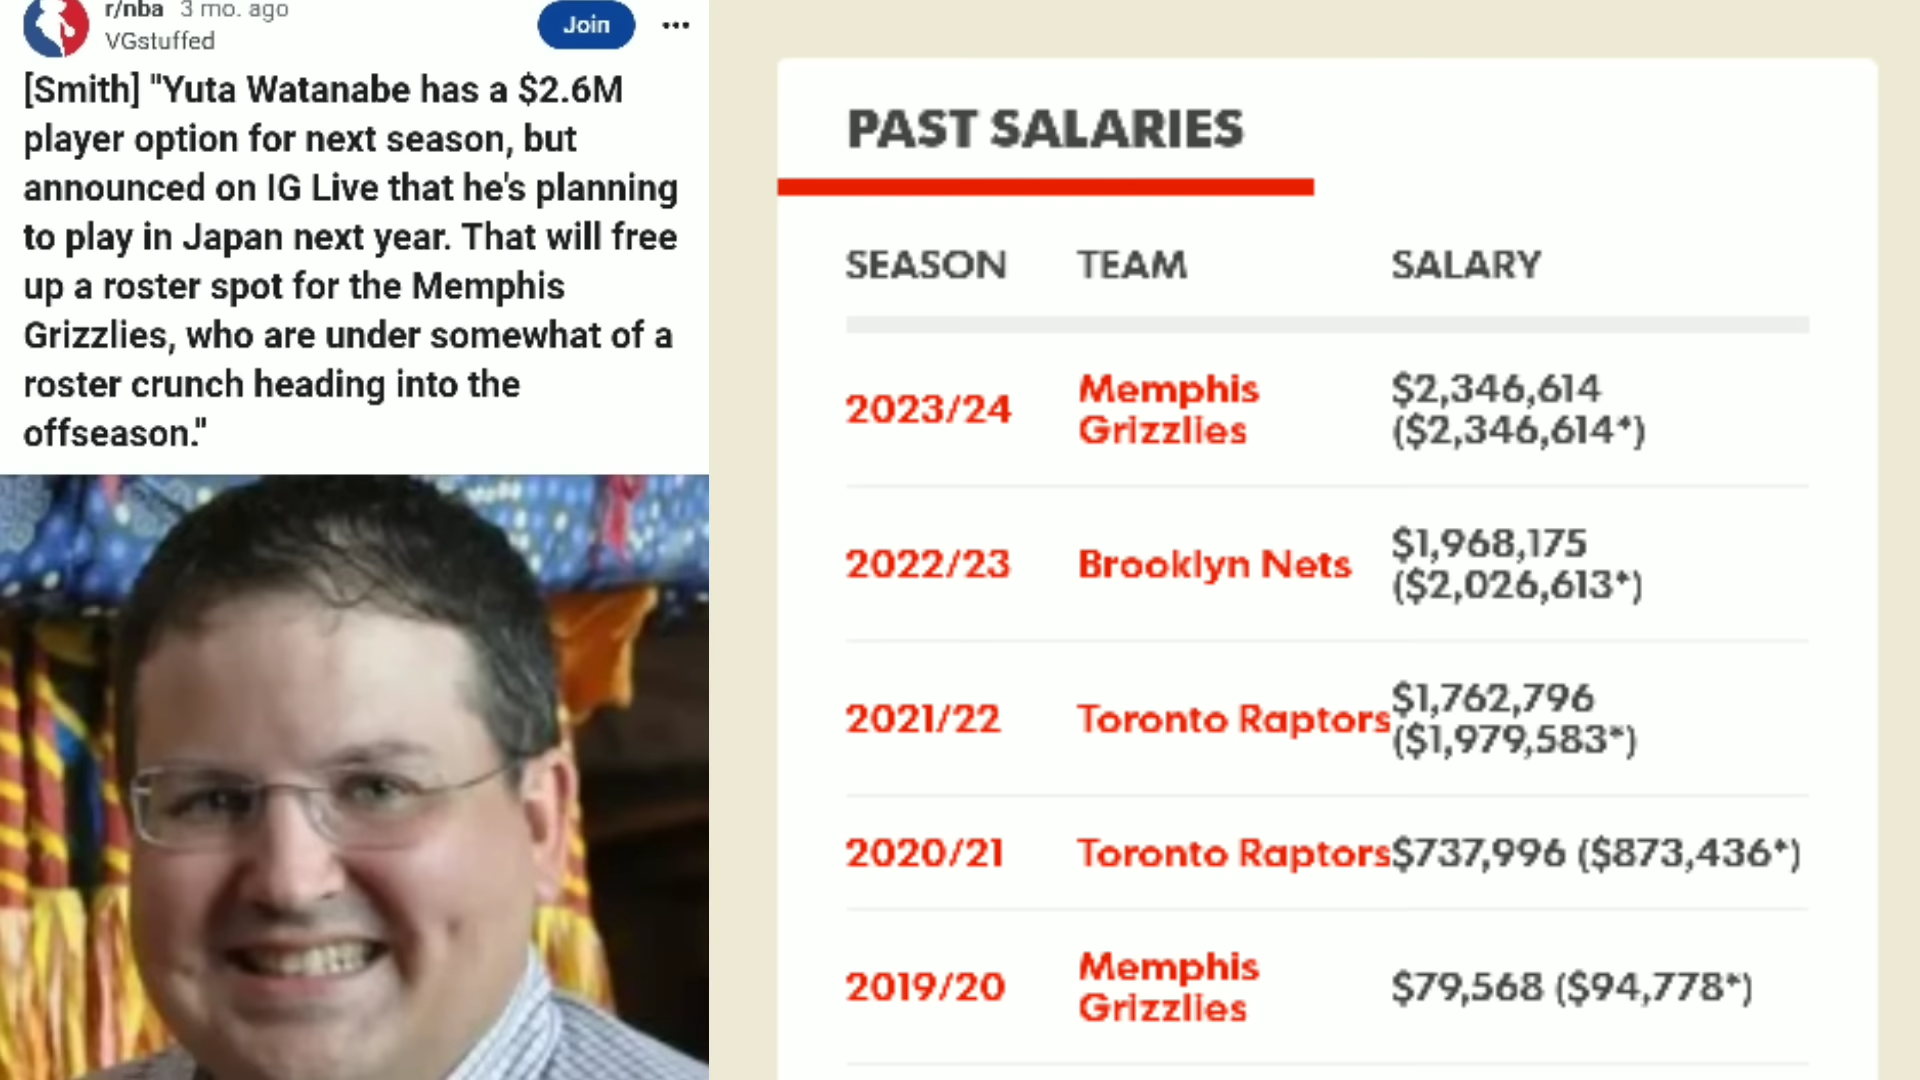 r/nba 3 mo. ago
VGstuffed
Join
[Smith] "Yuta Watanabe has a $2.6M
player option for next season, but
announced on IG Live that he's planning
to play in Japan next year. That will free
up a roster spot for the Memphis
Grizzlies, who are under somewhat of a
roster crunch heading into the
offseason."
PAST SALARIES
SEASON TEAM SALARY
2023/24 Memphis Grizzlies $2,346,614
($2,346,614*)
2022/23 Brooklyn Nets $1,968,175
($2,026,613*)
2021/22 Toronto Raptors $1,762,796
($1,979,583*)
2020/21 Toronto Raptors $737,996 ($873,436*)
2019/20 Memphis Grizzlies $79,568 ($94,778*)